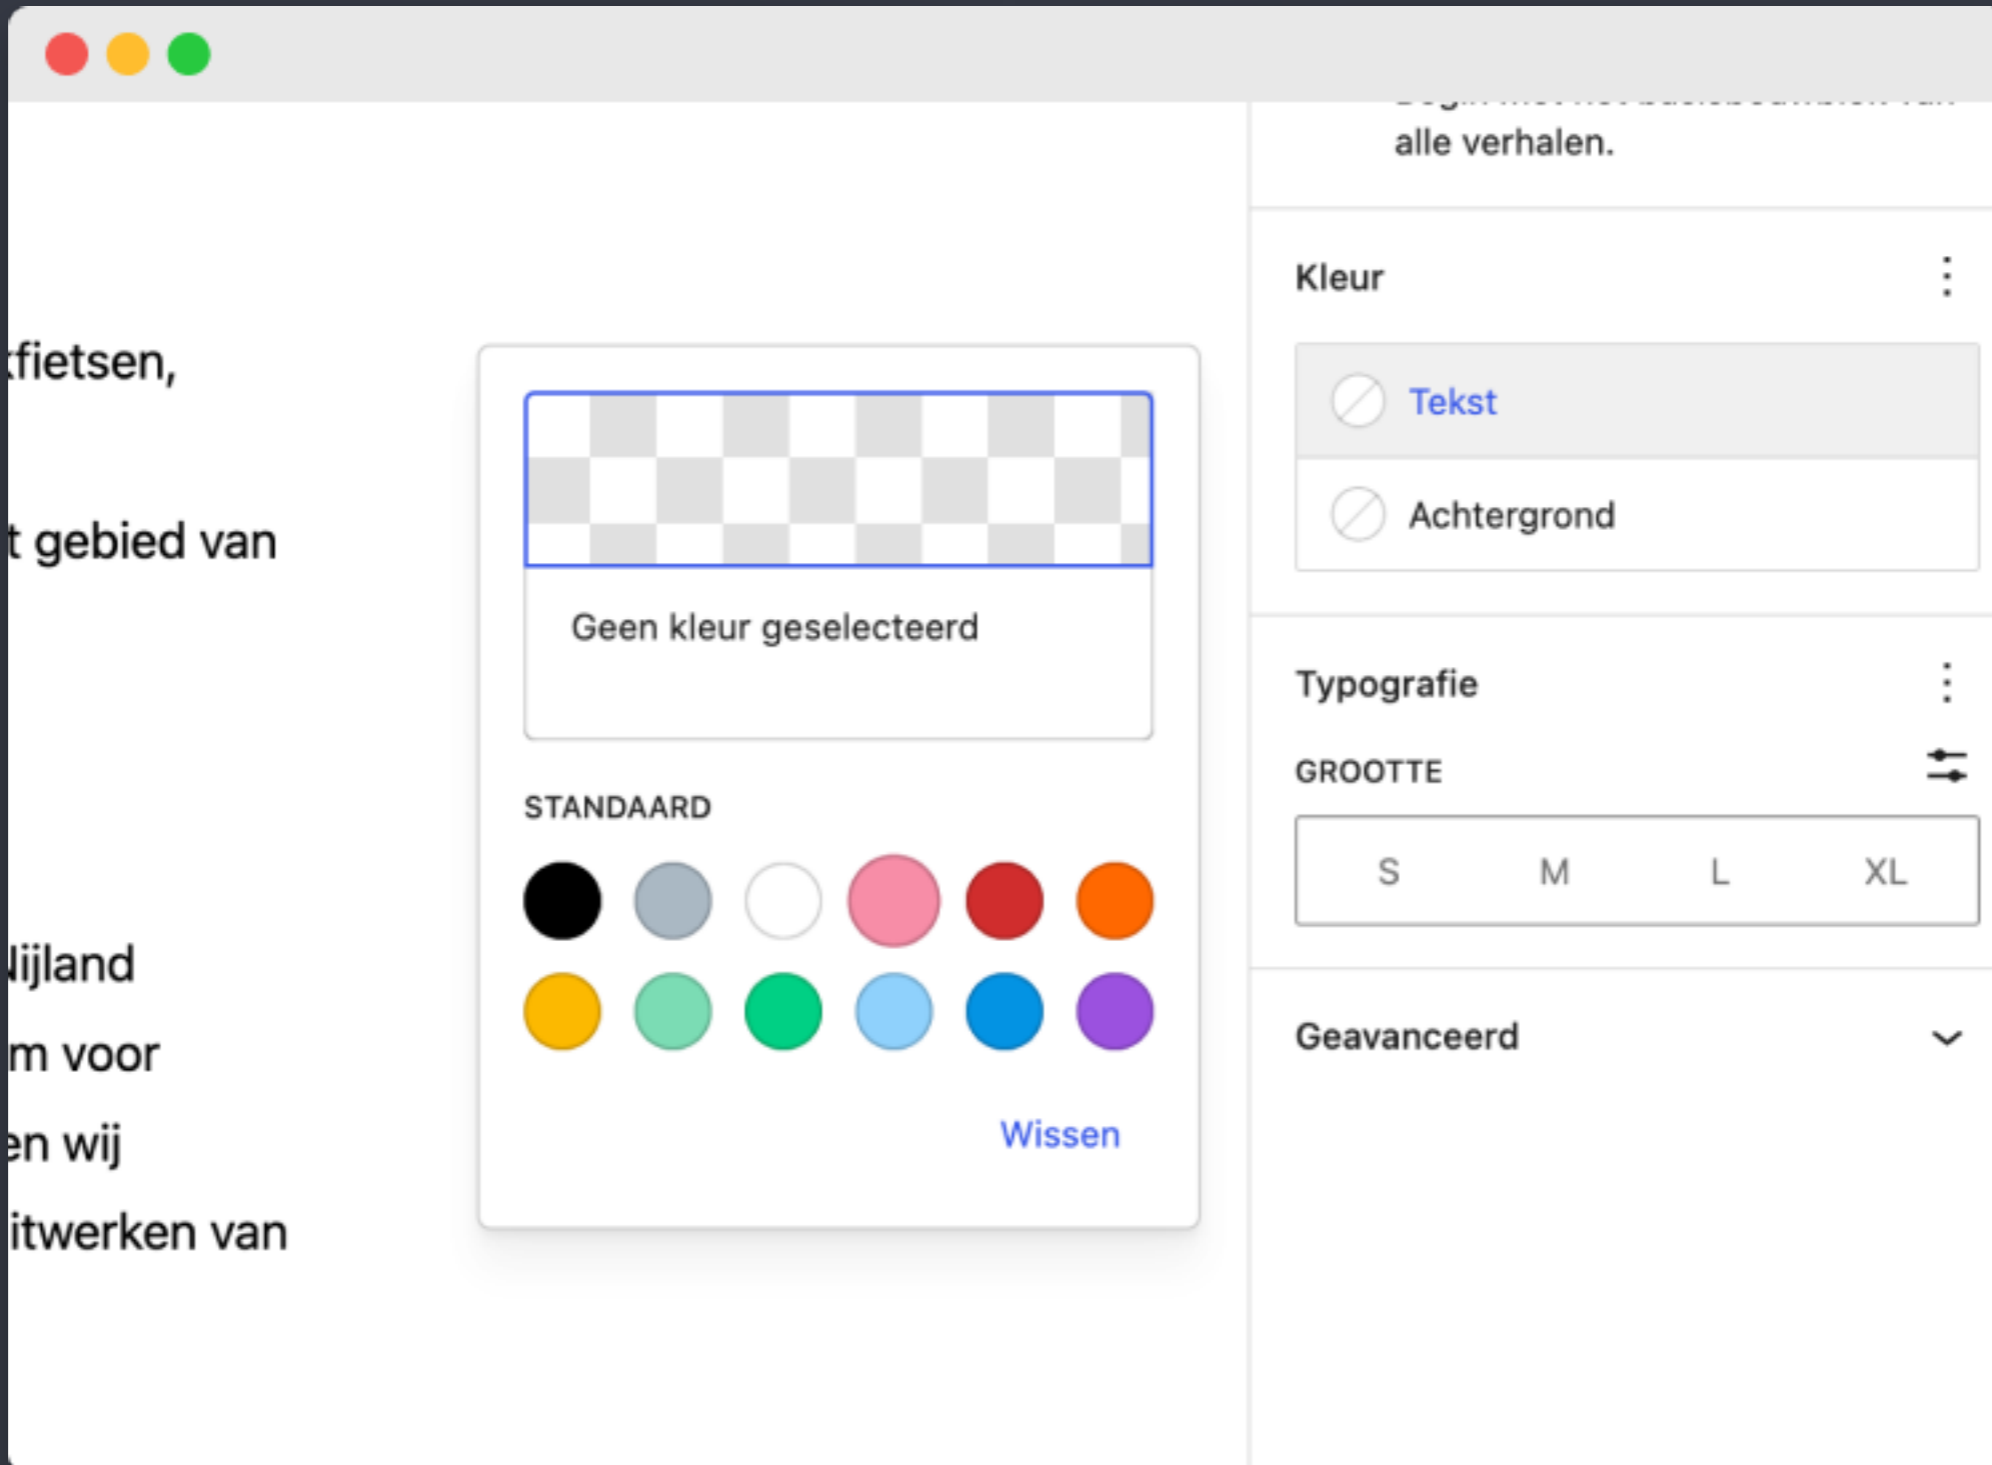 fietsen,
t gebied van
ijland
m voor
en wij
itwerken van
Geen kleur geselecteerd
STANDAARD
Wissen
alle verhalen.
Kleur
Tekst
Achtergrond
Typografie
GROOTTE
S M L XL
Geavanceerd